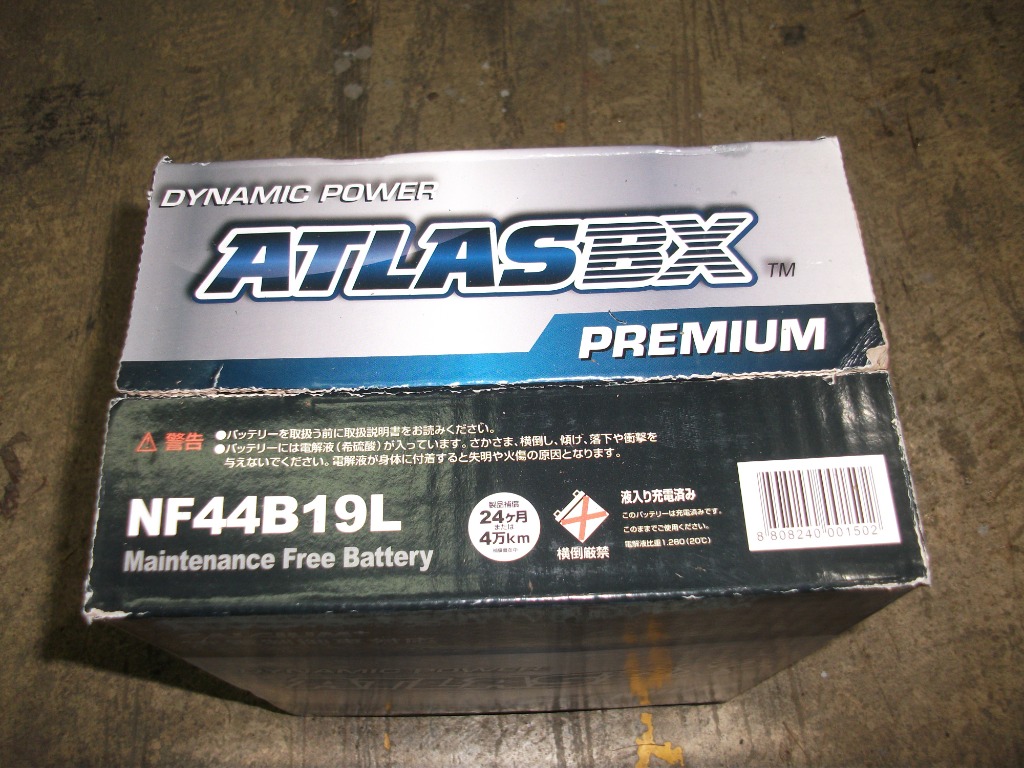 DYNAMIC POWER
ATLASBX TM
PREMIUM
警告
●バッテリーを取扱う前に取扱説明書をお読みください。
●バッテリーには電解液(希硫酸)が入っています。さかさま、横倒し、傾け、落下や衝撃を
与えないでください。電解液が身体に付着すると失明や火傷の原因となります。
NF44B19L
Maintenance Free Battery
製品補償
24ヶ月
または
4万km
横倒厳禁
液入り充電済み
このバッテリーは充電済みです。
このままでご使用ください。
電解液比重1.280(20℃)
8 808240 001502